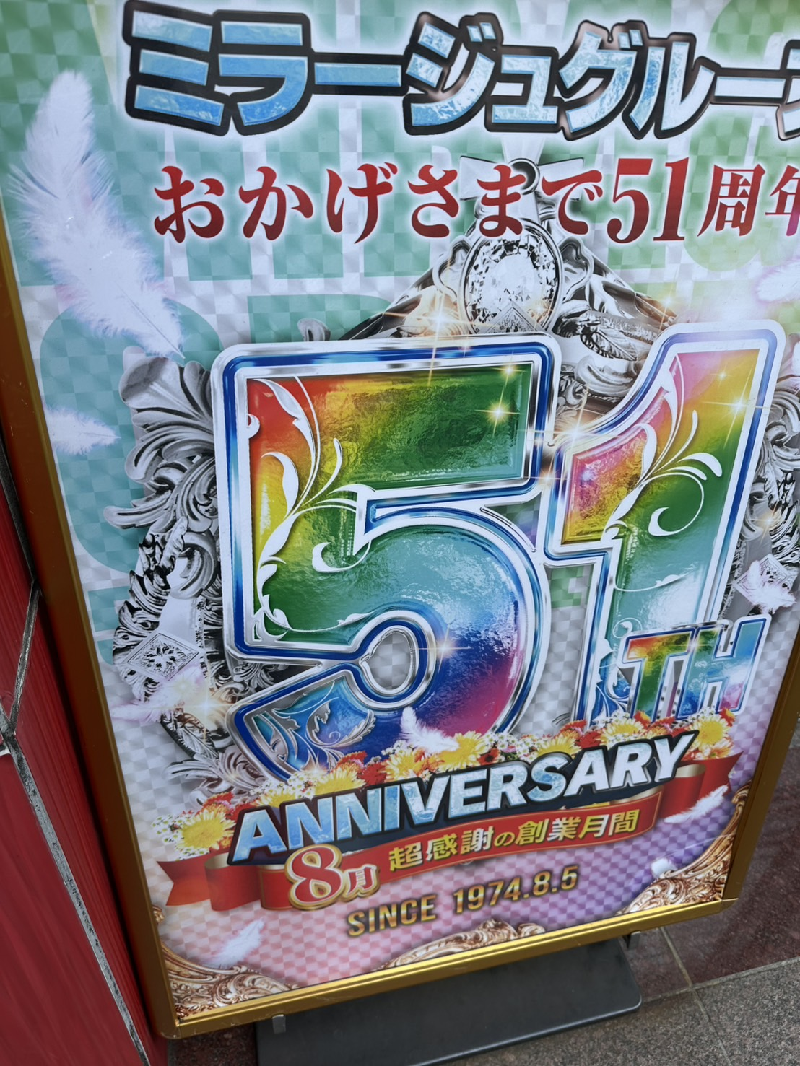 ミラージュグルー
おかげさまで51周年
51TH
ANNIVERSARY
8月 超感謝の創業月間
SINCE 1974.8.5